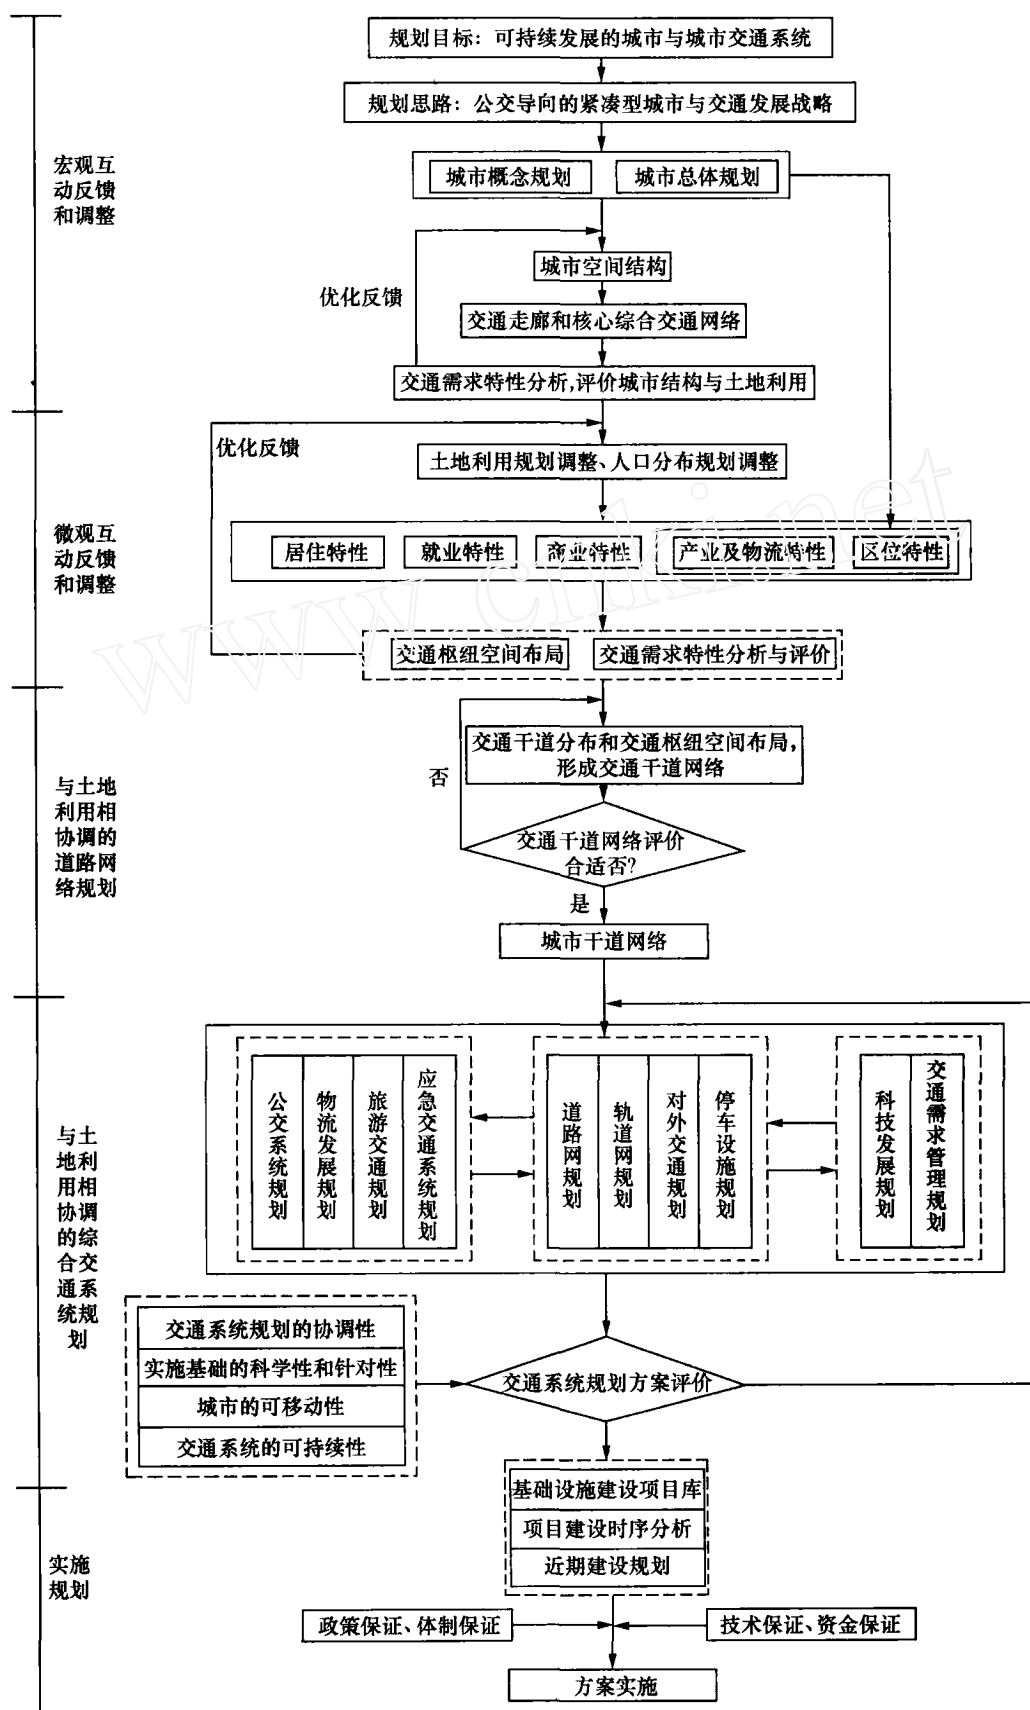 规划目标：可持续发展的城市与城市交通系统
规划思路：公交导向的紧凑型城市与交通发展战略
宏观互
动反馈
和调整
城市概念规划
城市总体规划
城市空间结构
优化反馈
交通走廊和核心综合交通网络
交通需求特性分析,评价城市结构与土地利用
优化反馈
土地利用规划调整、人口分布规划调整
微观互
动反馈
和调整
居住特性
就业特性
商业特性
产业及物流特性
区位特性
交通枢纽空间布局
交通需求特性分析与评价
与土地
利用相
协调的
道路网
络规划
交通干道分布和交通枢纽空间布局，
形成交通干道网络
否
交通干道网络评价
合适否?
是
城市干道网络
与土
地利
用相
协调
的综
合交
通系
统规
划
公交系统规划
物流发展规划
旅游交通规划
应急交通系统规划
道路网规划
轨道网规划
对外交通规划
停车设施规划
科技发展规划
交通需求管理规划
交通系统规划的协调性
实施基础的科学性和针对性
城市的可移动性
交通系统的可持续性
交通系统规划方案评价
基础设施建设项目库
项目建设时序分析
近期建设规划
实施
规划
政策保证、体制保证
技术保证、资金保证
方案实施
www.cnki.net